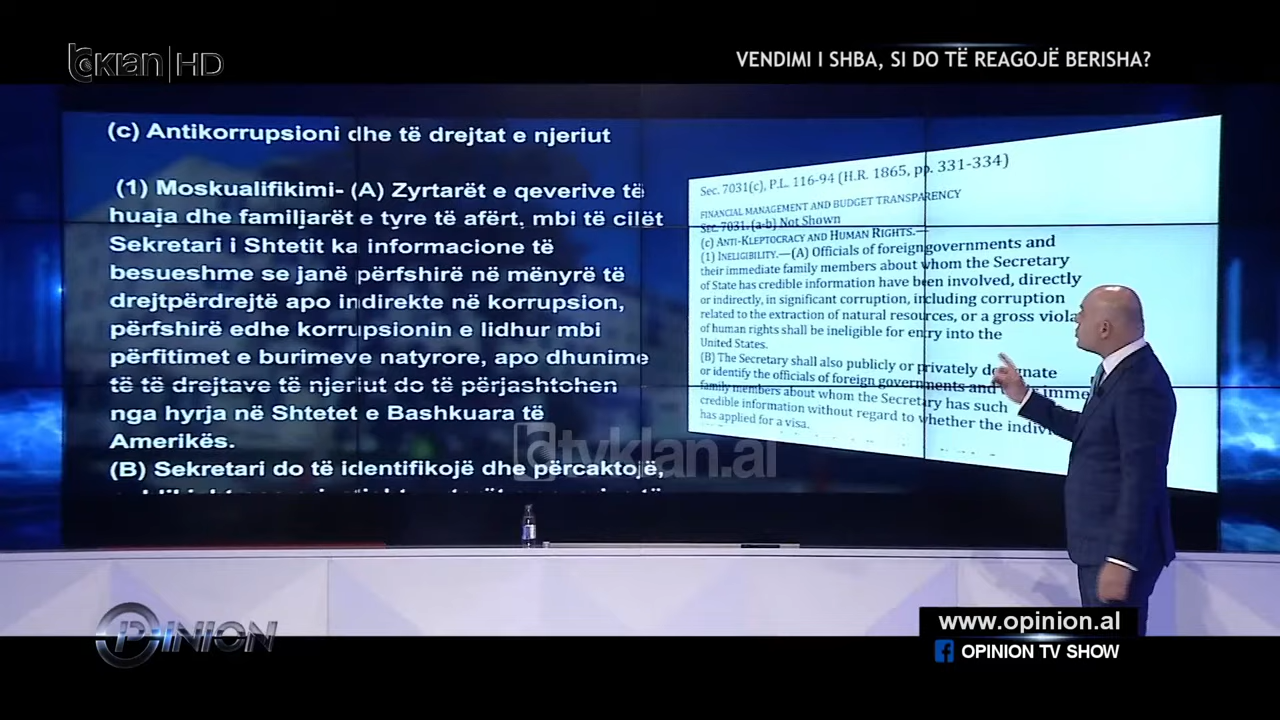 tvklan HD
VENDIMI I SHBA, SI DO TË REAGOJË BERISHA?
(c) Antikorrupsioni dhe të drejtat e njeriut
(1) Moskualifikimi- (A) Zyrtarët e qeverive të
huaja dhe familjarët e tyre të afërt, mbi të cilët
Sekretari i Shtetit ka informacione të
besueshme se janë përfshirë në mënyrë të
drejtpërdrejtë apo indirekte në korrupsion,
përfshirë edhe korrupsionin e lidhur mbi
përfitimet e burimeve natyrore, apo dhunime
të të drejtave të njeriut do të përjashtohen
nga hyrja në Shtetet e Bashkuara të
Amerikës.
(B) Sekretari do të identifikojë dhe përcaktojë,
Sec. 7031(c), P.L. 116-94 (H.R. 1865, pp. 331-334)
FINANCIAL MANAGEMENT AND BUDGET TRANSPARENCY
Sec. 7031. (a-b) Not Shown
(c) ANTI-KLEPTOCRACY AND HUMAN RIGHTS.—
(1) INELIGIBILITY.—(A) Officials of foreign governments and
their immediate family members about whom the Secretary
of State has credible information have been involved, directly
or indirectly, in significant corruption, including corruption
related to the extraction of natural resources, or a gross viola
of human rights shall be ineligible for entry into the
United States.
(B) The Secretary shall also publicly or privately designate
or identify the officials of foreign governments and their imme
family members about whom the Secretary has such
credible information without regard to whether the indiv
has applied for a visa.
tvklan.al
OPINION
www.opinion.al
OPINION TV SHOW